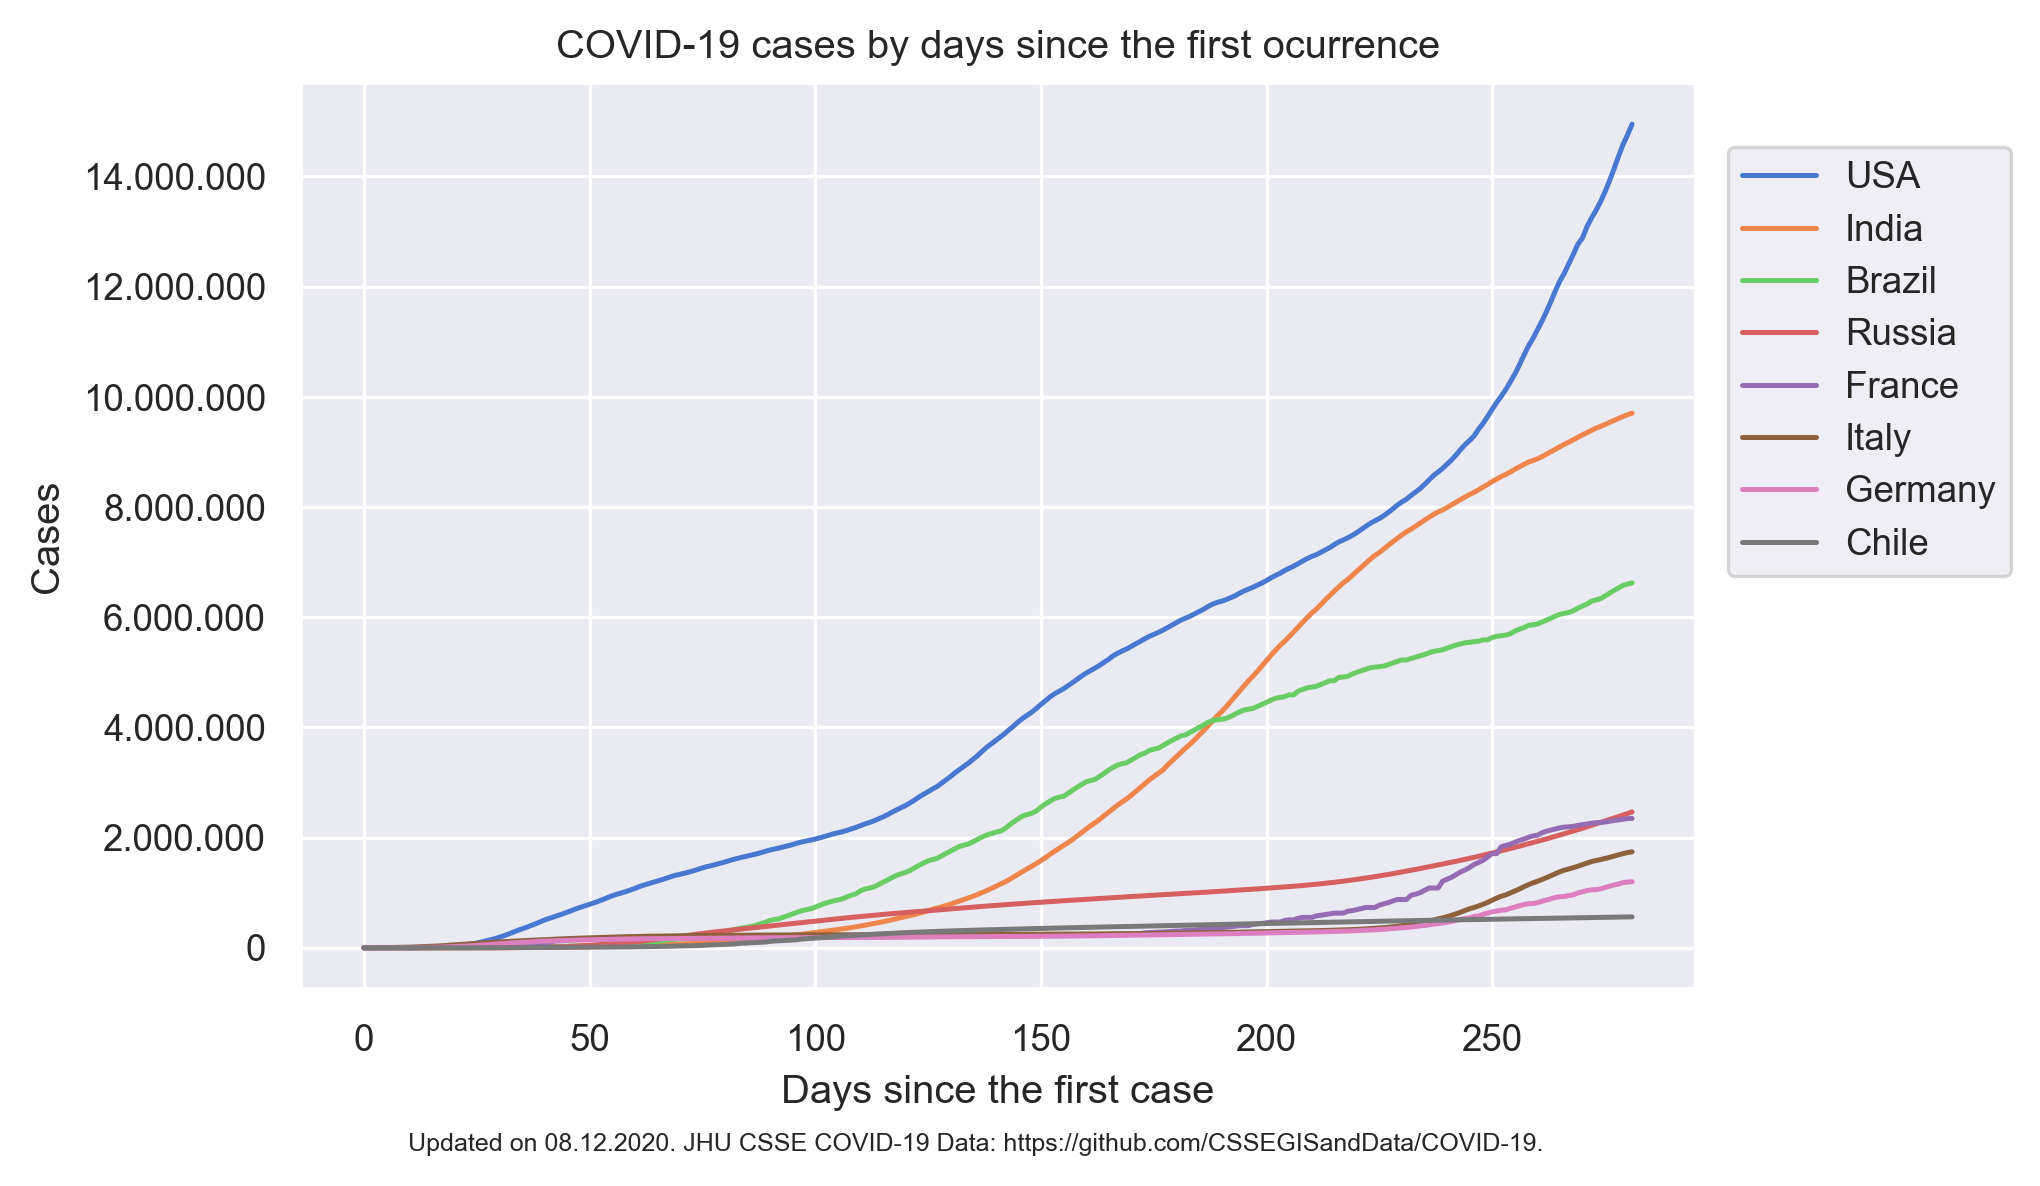 COVID-19 cases by days since the first ocurrence
14.000.000
12.000.000
10.000.000
8.000.000
6.000.000
4.000.000
2.000.000
0
Cases
0 50 100 150 200 250
Days since the first case
USA
India
Brazil
Russia
France
Italy
Germany
Chile
Updated on 08.12.2020. JHU CSSE COVID-19 Data: https://github.com/CSSEGISandData/COVID-19.